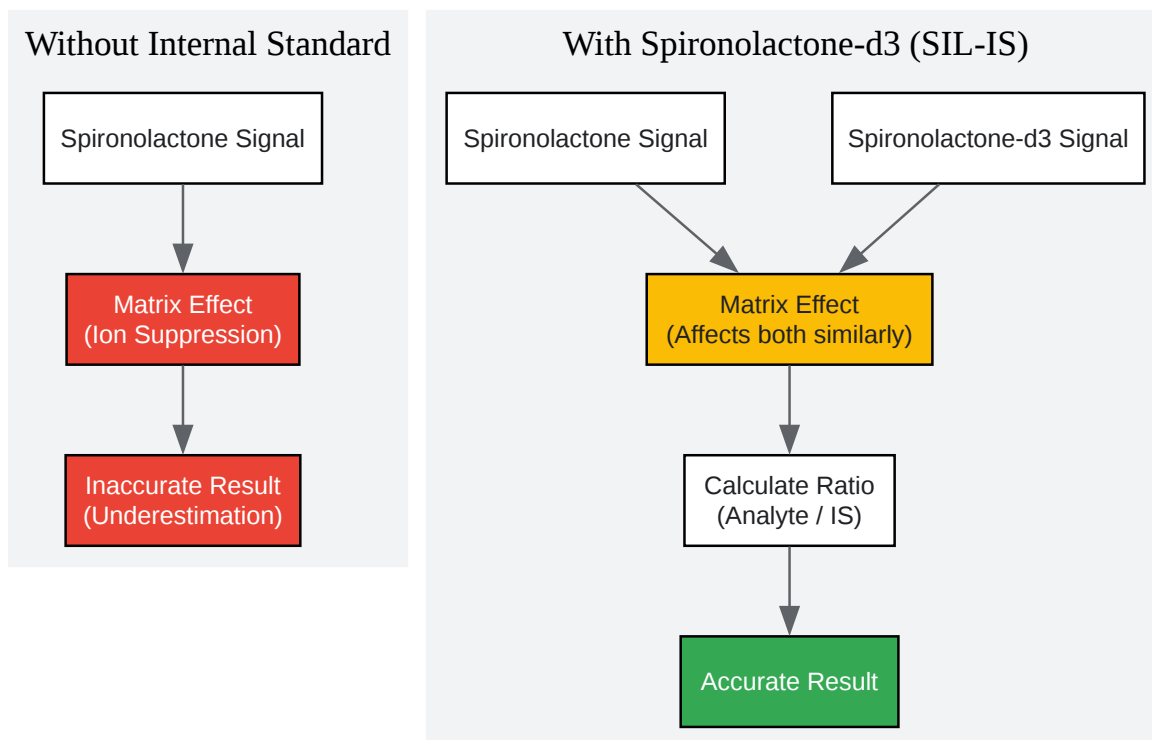 Without Internal Standard
Spironolactone Signal
Matrix Effect
(Ion Suppression)
Inaccurate Result
(Underestimation)
With Spironolactone-d3 (SIL-IS)
Spironolactone Signal
Spironolactone-d3 Signal
Matrix Effect
(Affects both similarly)
Calculate Ratio
(Analyte / IS)
Accurate Result